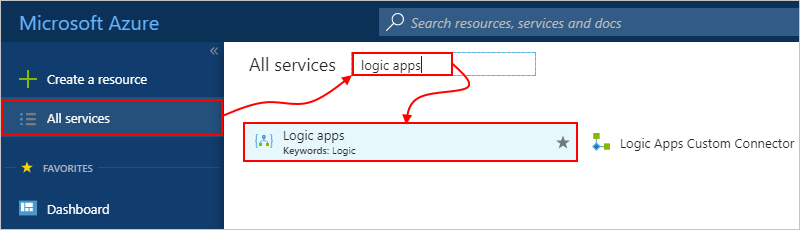 Microsoft Azure
Search resources, services and docs
«
Create a resource
All services
FAVORITES
Dashboard
All services
logic apps
Logic apps
Keywords: Logic
Logic Apps Custom Connector